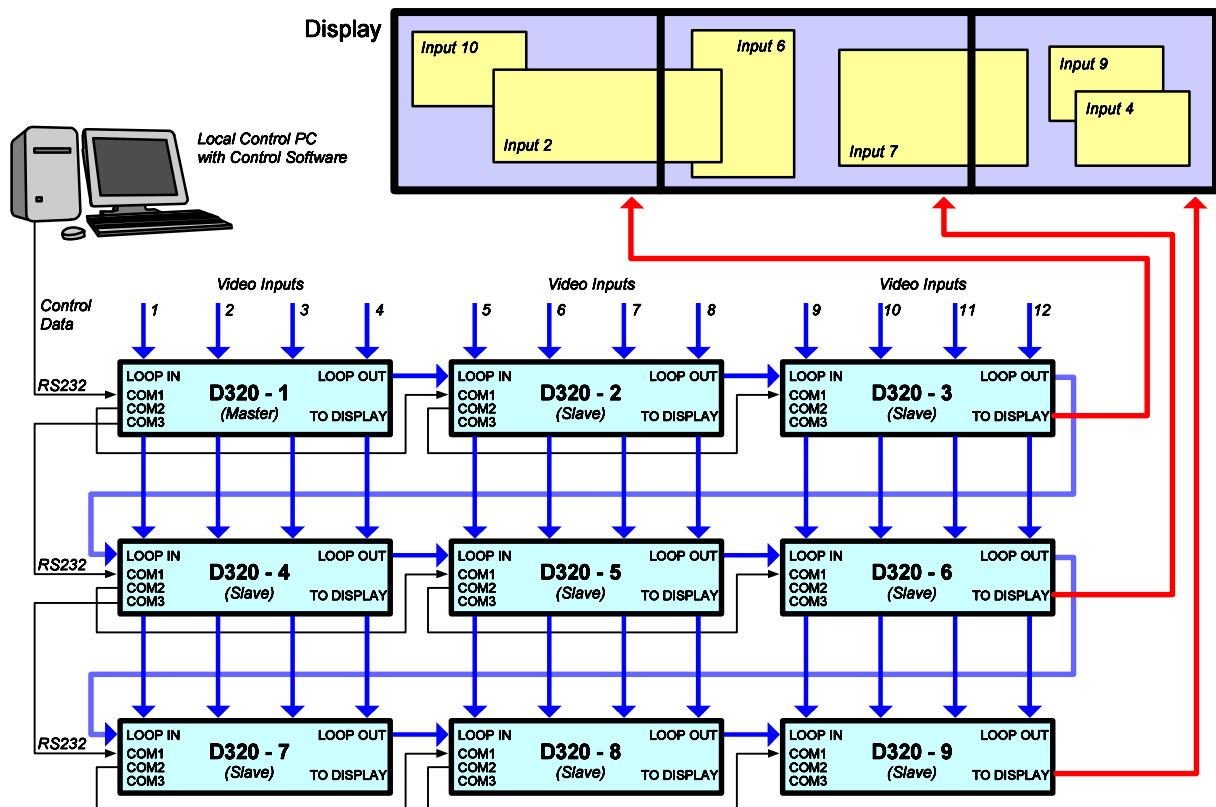 Display
Input 10
Input 6
Input 9
Input 4
Input 2
Input 7
Local Control PC
with Control Software
Control
Data
Video Inputs
Video Inputs
Video Inputs
1 2 3 4 5 6 7 8 9 10 11 12
RS232
LOOP IN
LOOP OUT
COM1
COM2
COM3
D320 - 1
(Master)
TO DISPLAY
LOOP IN
LOOP OUT
COM1
COM2
COM3
D320 - 2
(Slave)
TO DISPLAY
LOOP IN
LOOP OUT
COM1
COM2
COM3
D320 - 3
(Slave)
TO DISPLAY
RS232
LOOP IN
LOOP OUT
COM1
COM2
COM3
D320 - 4
(Slave)
TO DISPLAY
LOOP IN
LOOP OUT
COM1
COM2
COM3
D320 - 5
(Slave)
TO DISPLAY
LOOP IN
LOOP OUT
COM1
COM2
COM3
D320 - 6
(Slave)
TO DISPLAY
RS232
LOOP IN
LOOP OUT
COM1
COM2
COM3
D320 - 7
(Slave)
TO DISPLAY
LOOP IN
LOOP OUT
COM1
COM2
COM3
D320 - 8
(Slave)
TO DISPLAY
LOOP IN
LOOP OUT
COM1
COM2
COM3
D320 - 9
(Slave)
TO DISPLAY